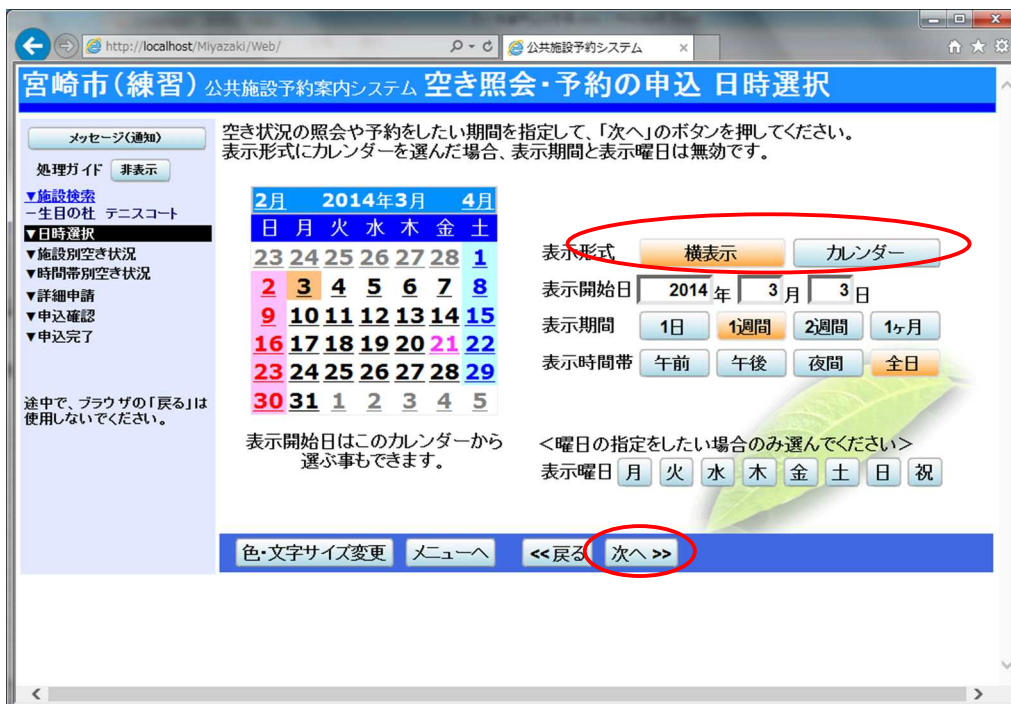 http://localhost/Miyazaki/Web/
公共施設予約システム
宮崎市(練習) 公共施設予約案内システム 空き照会・予約の申込 日時選択
メッセージ(通知)
処理ガイド 非表示
▼施設検索
ー生目の杜 テニスコート
▼日時選択
▼施設別空き状況
▼時間帯別空き状況
▼詳細申請
▼申込確認
▼申込完了
途中で、ブラウザの「戻る」は
使用しないでください。
空き状況の照会や予約をしたい期間を指定して、「次へ」のボタンを押してください。
表示形式にカレンダーを選んだ場合、表示期間と表示曜日は無効です。
2月 2014年3月 4月
日 月 火 水 木 金 土
23 24 25 26 27 28 1
2 3 4 5 6 7 8
9 10 11 12 13 14 15
16 17 18 19 20 21 22
23 24 25 26 27 28 29
30 31 1 2 3 4 5
表示開始日はこのカレンダーから
選ぶ事もできます。
表示形式 横表示 カレンダー
表示開始日 2014 年 3 月 3 日
表示期間 1日 1週間 2週間 1ヶ月
表示時間帯 午前 午後 夜間 全日
<曜日の指定をしたい場合のみ選んでください>
表示曜日 月 火 水 木 金 土 日 祝
色・文字サイズ変更 メニューへ <<戻る 次へ >>